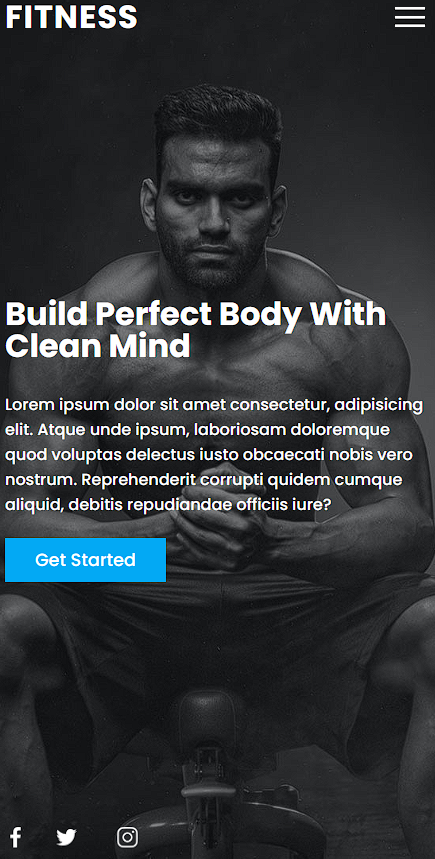 FITNESS
Build Perfect Body With
Clean Mind
Lorem ipsum dolor sit amet consectetur, adipisicing
elit. Atque unde ipsum, laboriosam doloremque
quod voluptas delectus iusto obcaecati nobis vero
nostrum. Reprehenderit corrupti quidem cumque
aliquid, debitis repudiandae officiis iure?
Get Started